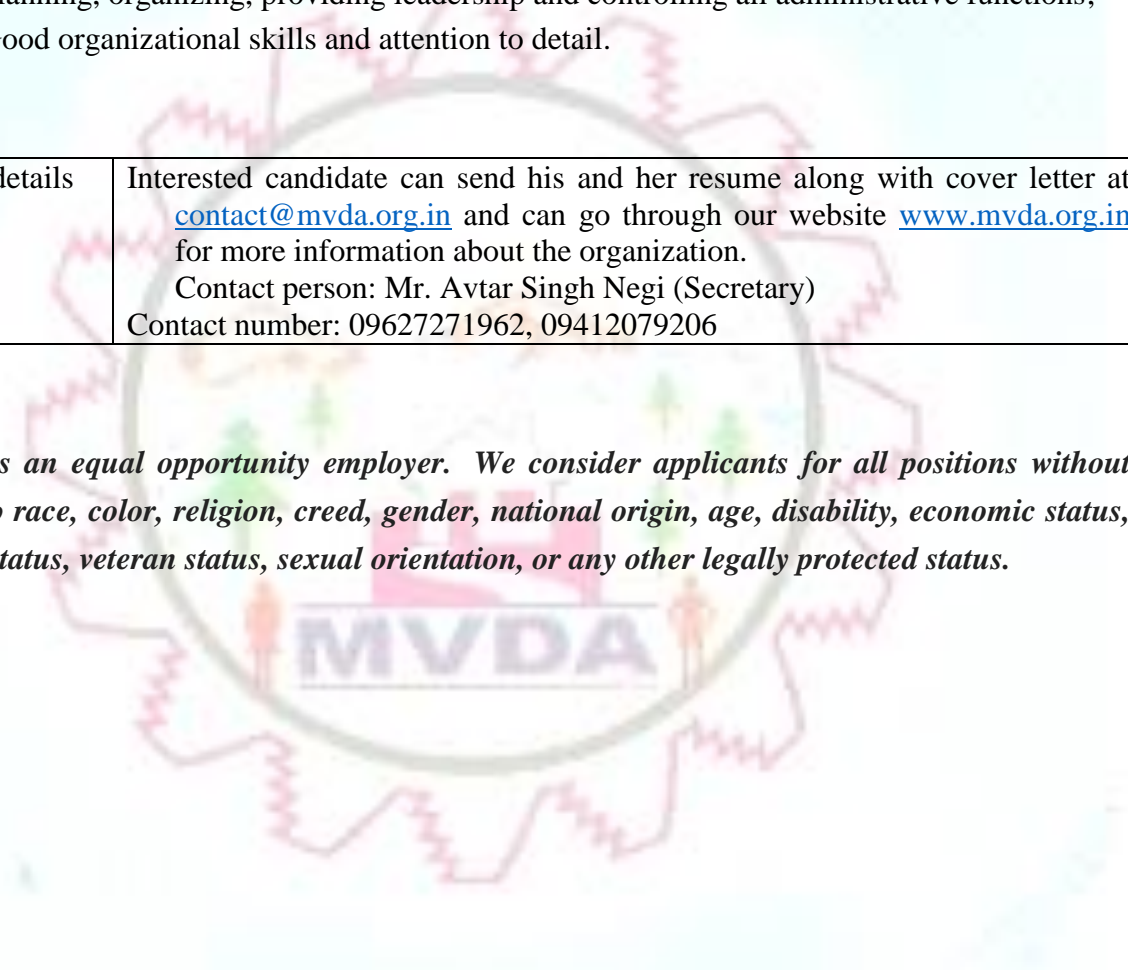 planning, organizing, providing leadership and controlling all administrative functions;
Good organizational skills and attention to detail.
details
Interested candidate can send his and her resume along with cover letter at
contact@mvda.org.in and can go through our website www.mvda.org.in
for more information about the organization.
Contact person: Mr. Avtar Singh Negi (Secretary)
Contact number: 09627271962, 09412079206
s an equal opportunity employer. We consider applicants for all positions without
o race, color, religion, creed, gender, national origin, age, disability, economic status,
tatus, veteran status, sexual orientation, or any other legally protected status.
MVDA